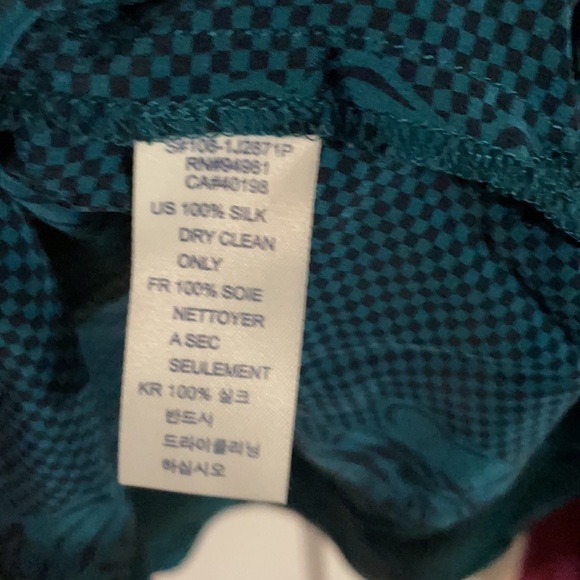 S#106-1J2871P
RN#94981
CA#40198
US 100% SILK
DRY CLEAN
ONLY
FR 100% SOIE
NETTOYER
A SEC
SEULEMENT
KR 100% 실크
반드시
드라이클리닝
하십시오